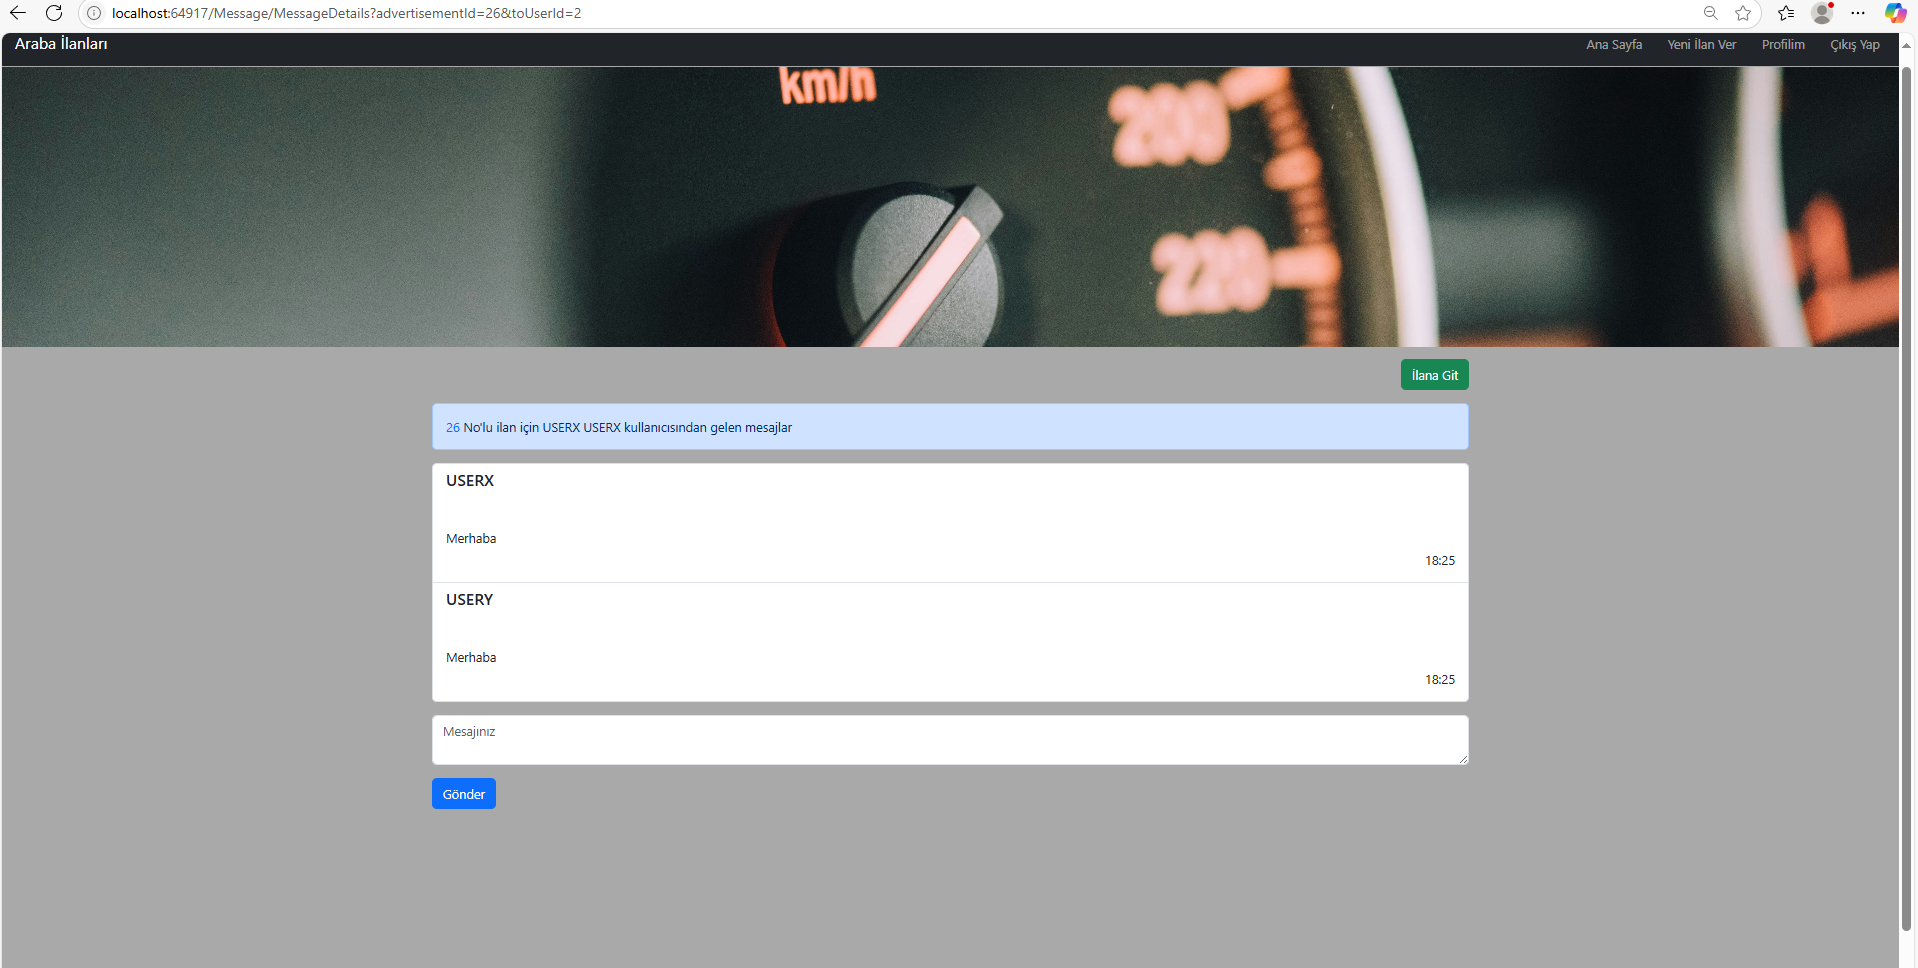 localhost:64917/Message/MessageDetails?advertisementId=26&toUserId=2
Araba İlanları
Ana Sayfa
Yeni İlan Ver
Profilim
Çıkış Yap
km/h
200
220
İlana Git
26 No'lu ilan için USERX USERX kullanıcısından gelen mesajlar
USERX
Merhaba
18:25
USERY
Merhaba
18:25
Mesajınız
Gönder